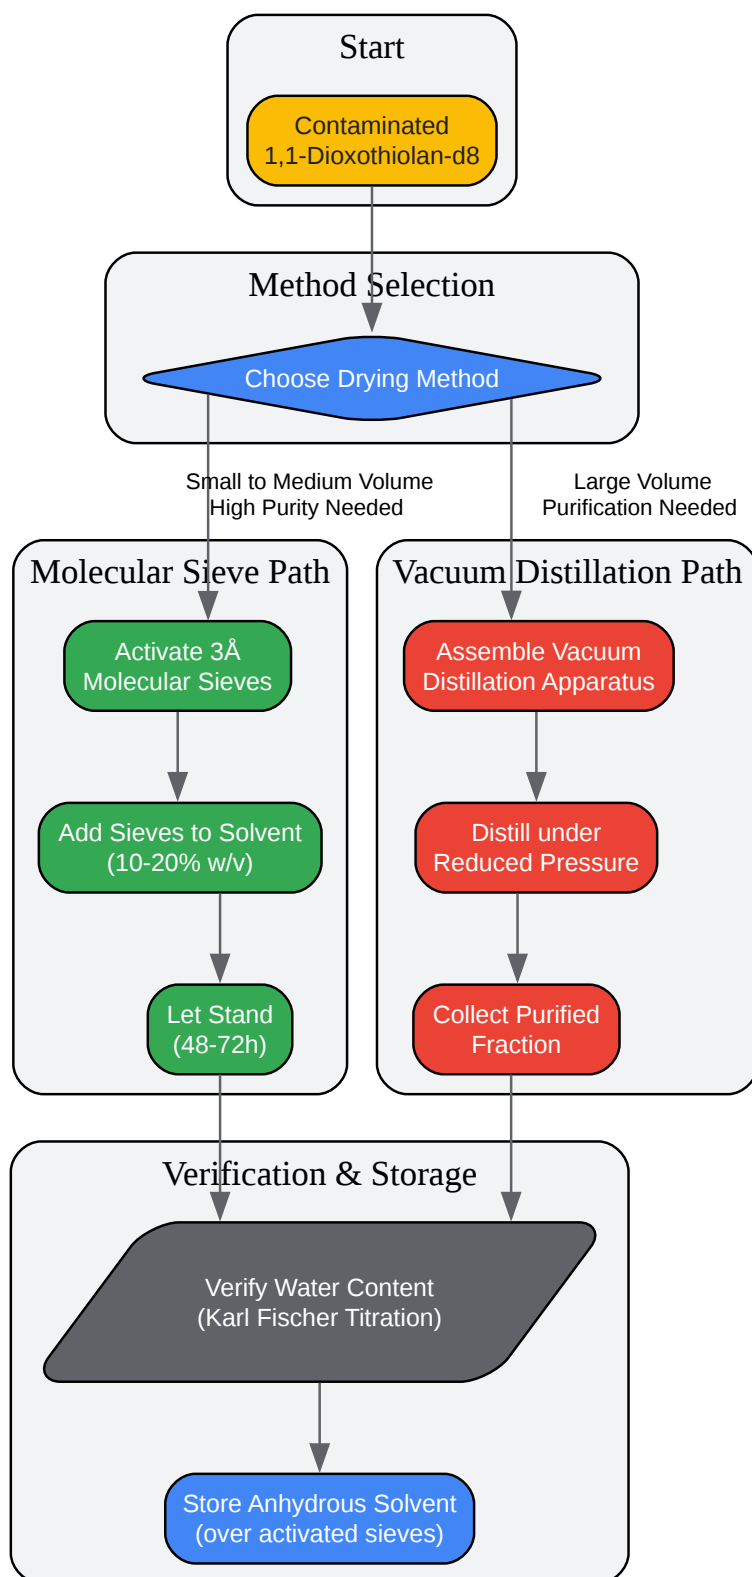 Start
Contaminated
1,1-Dioxothiolan-d8
Method Selection
Choose Drying Method
Small to Medium Volume
High Purity Needed
Large Volume
Purification Needed
Molecular Sieve Path
Activate 3Å
Molecular Sieves
Add Sieves to Solvent
(10-20% w/v)
Let Stand
(48-72h)
Vacuum Distillation Path
Assemble Vacuum
Distillation Apparatus
Distill under
Reduced Pressure
Collect Purified
Fraction
Verification & Storage
Verify Water Content
(Karl Fischer Titration)
Store Anhydrous Solvent
(over activated sieves)